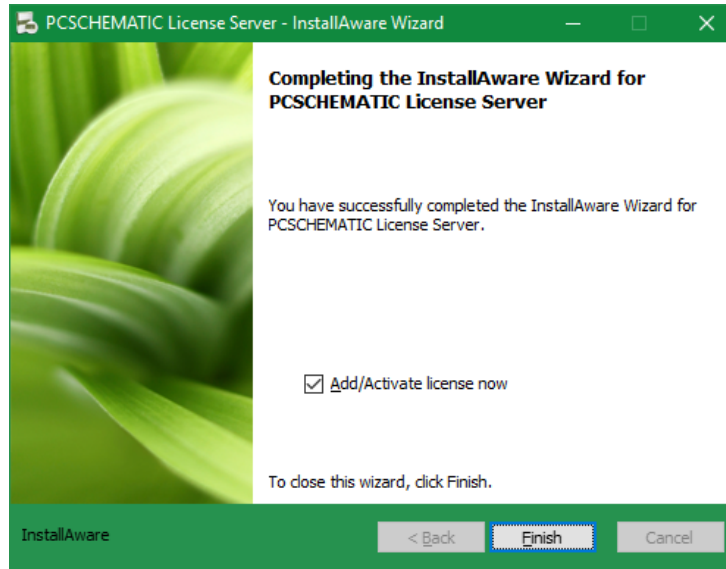 PCSCHEMATIC License Server - InstallAware Wizard
Completing the InstallAware Wizard for
PCSCHEMATIC License Server
You have successfully completed the InstallAware Wizard for
PCSCHEMATIC License Server.
Add/Activate license now
To close this wizard, click Finish.
InstallAware
< Back
Finish
Cancel